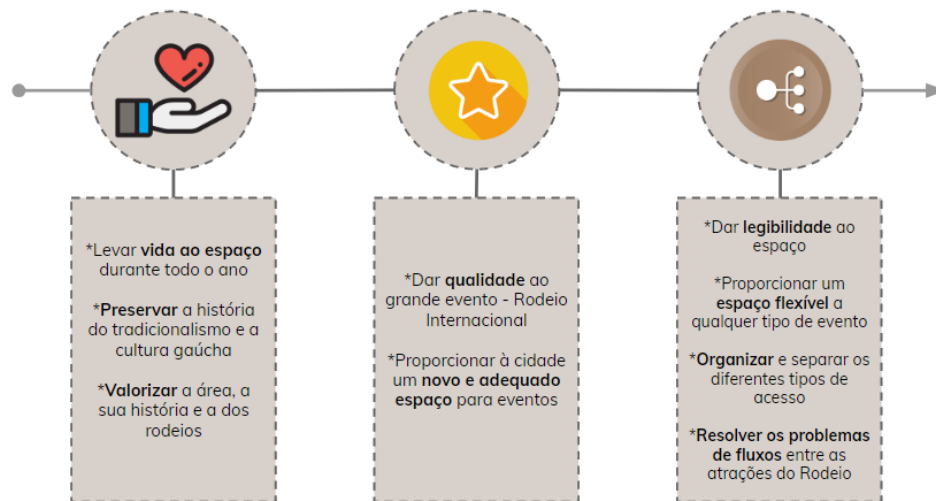 *Levar vida ao espaço
durante todo o ano
*Preservar a história
do tradicionalismo e a
cultura gaúcha
*Valorizar a área, a
sua história e a dos
rodeios
*Dar qualidade ao
grande evento - Rodeio
Internacional
*Proporcionar à cidade
um novo e adequado
espaço para eventos
*Dar legibilidade ao
espaço
*Proporcionar um
espaço flexível a
qualquer tipo de evento
*Organizar e separar os
diferentes tipos de
acesso
*Resolver os problemas
de fluxos entre as
atrações do Rodeio